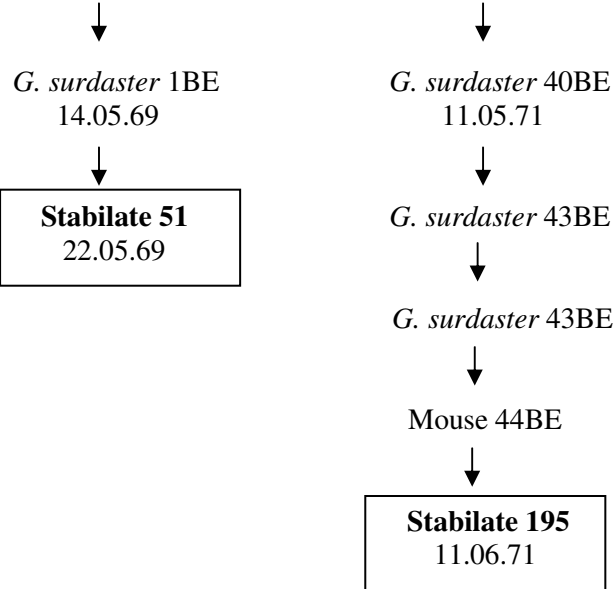 G. surdaster 1BE
14.05.69
Stabilate 51
22.05.69
G. surdaster 40BE
11.05.71
G. surdaster 43BE
G. surdaster 43BE
Mouse 44BE
Stabilate 195
11.06.71